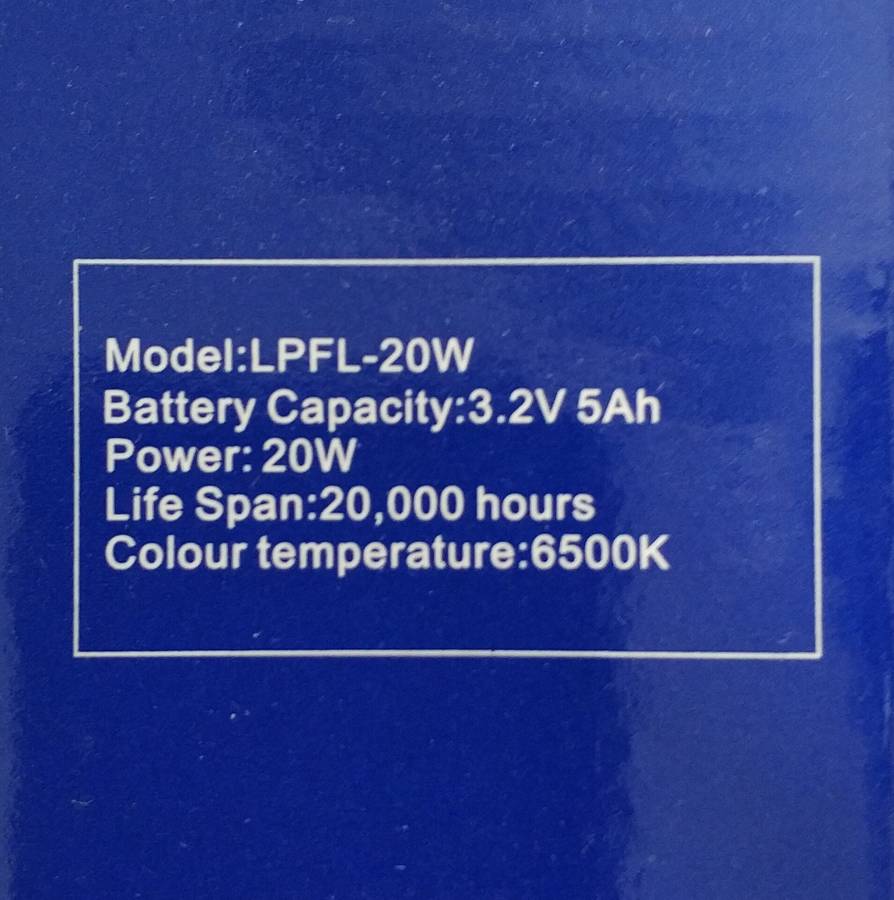 Model:LPFL-20W
Battery Capacity:3.2V 5Ah
Power: 20W
Life Span:20,000 hours
Colour temperature:6500K